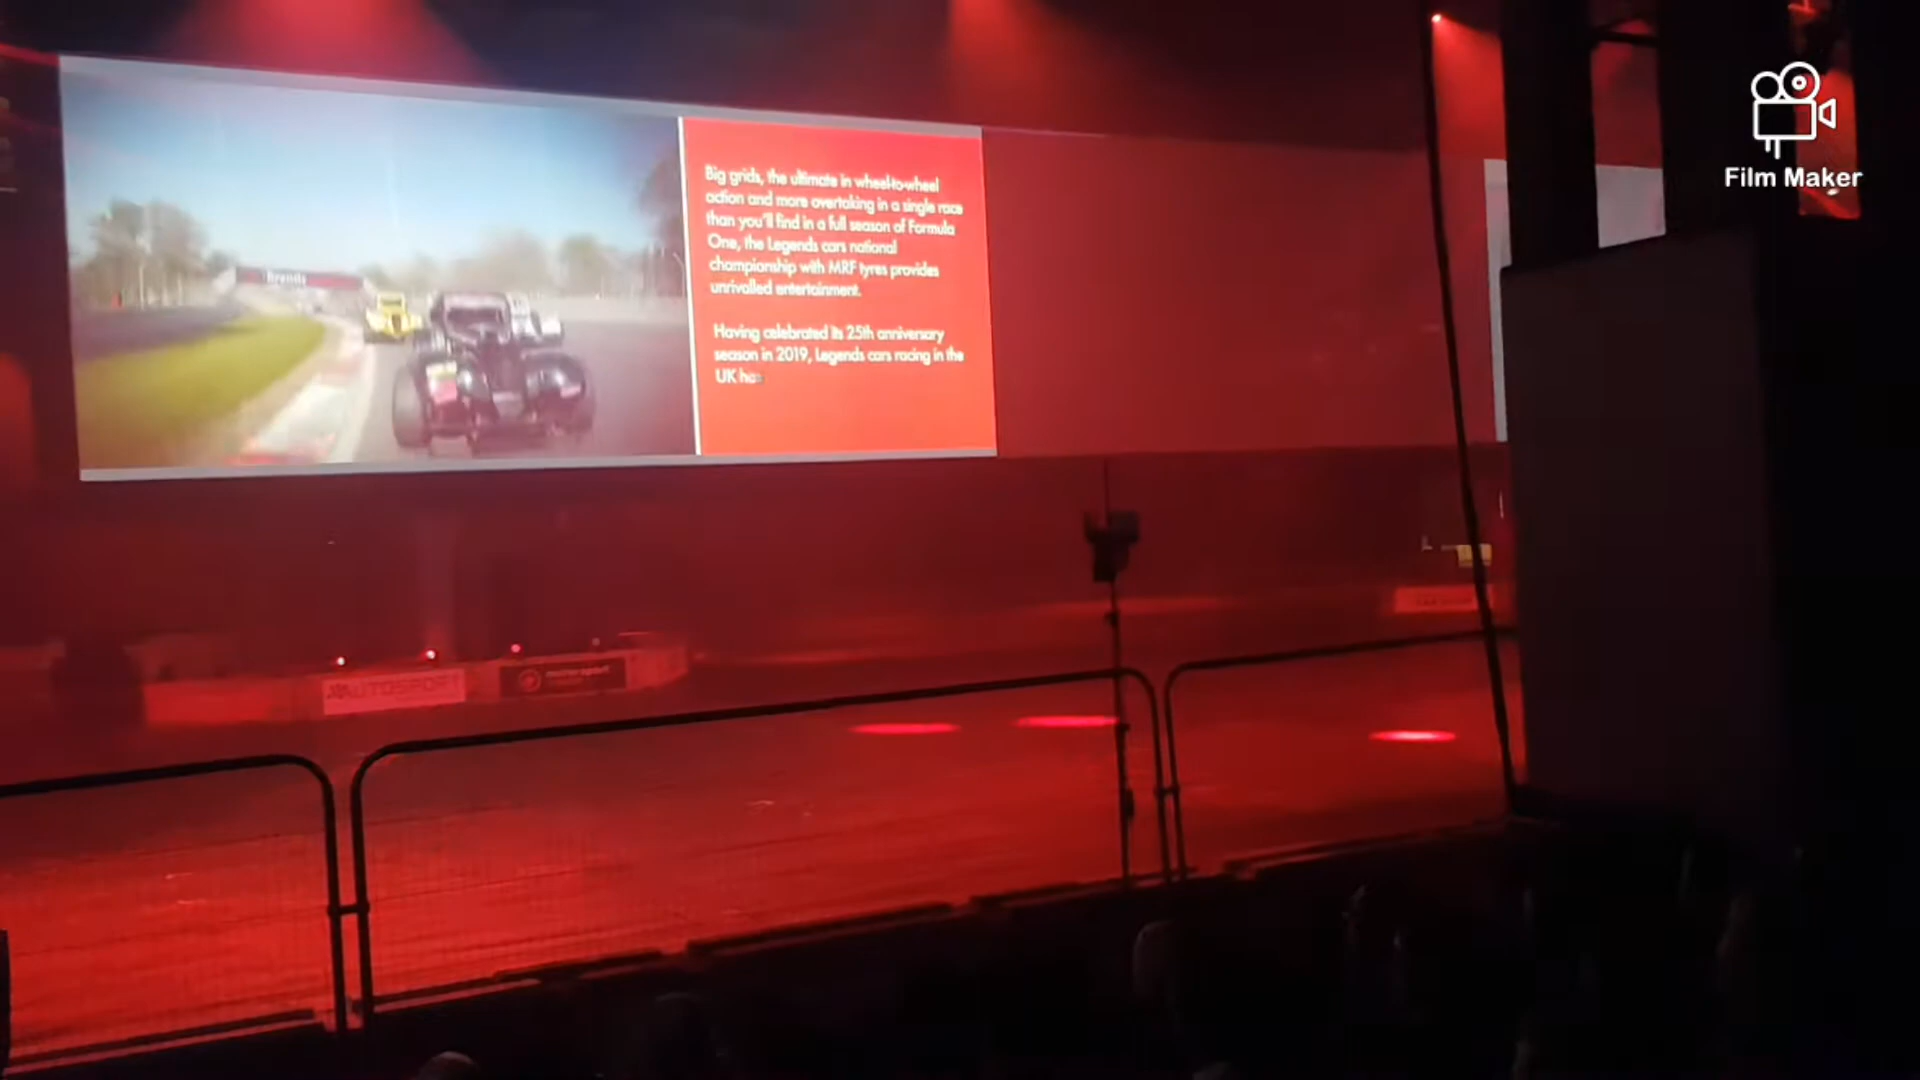 Film Maker
Brands
Big grids, the ultimate in wheel-to-wheel
action and more overtaking in a single race
than you'll find in a full season of Formula
One, the Legends cars national
championship with MRF tyres provides
unrivalled entertainment.
Having celebrated its 25th anniversary
season in 2019, Legends cars racing in the
UK has
AUTOSPORT
motorsport